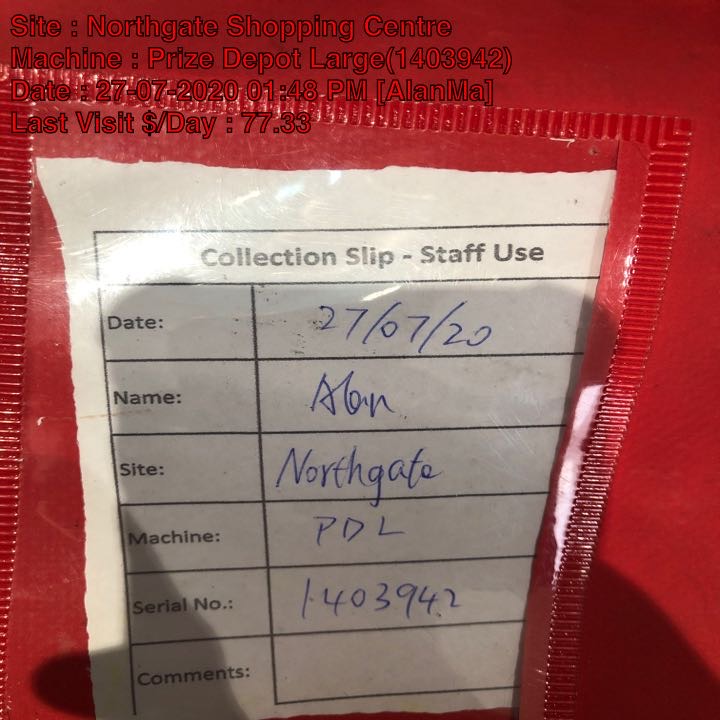 Site : Northgate Shopping Centre
Machine : Prize Depot Large(1403942)
Date : 27-07-2020 01:48 PM [AlanMa]
Last Visit $/Day : 77.33
Collection Slip - Staff Use
Date: 27/07/20
Name: Alan
Site: Northgate
Machine: PDL
Serial No.: 1403942
Comments: